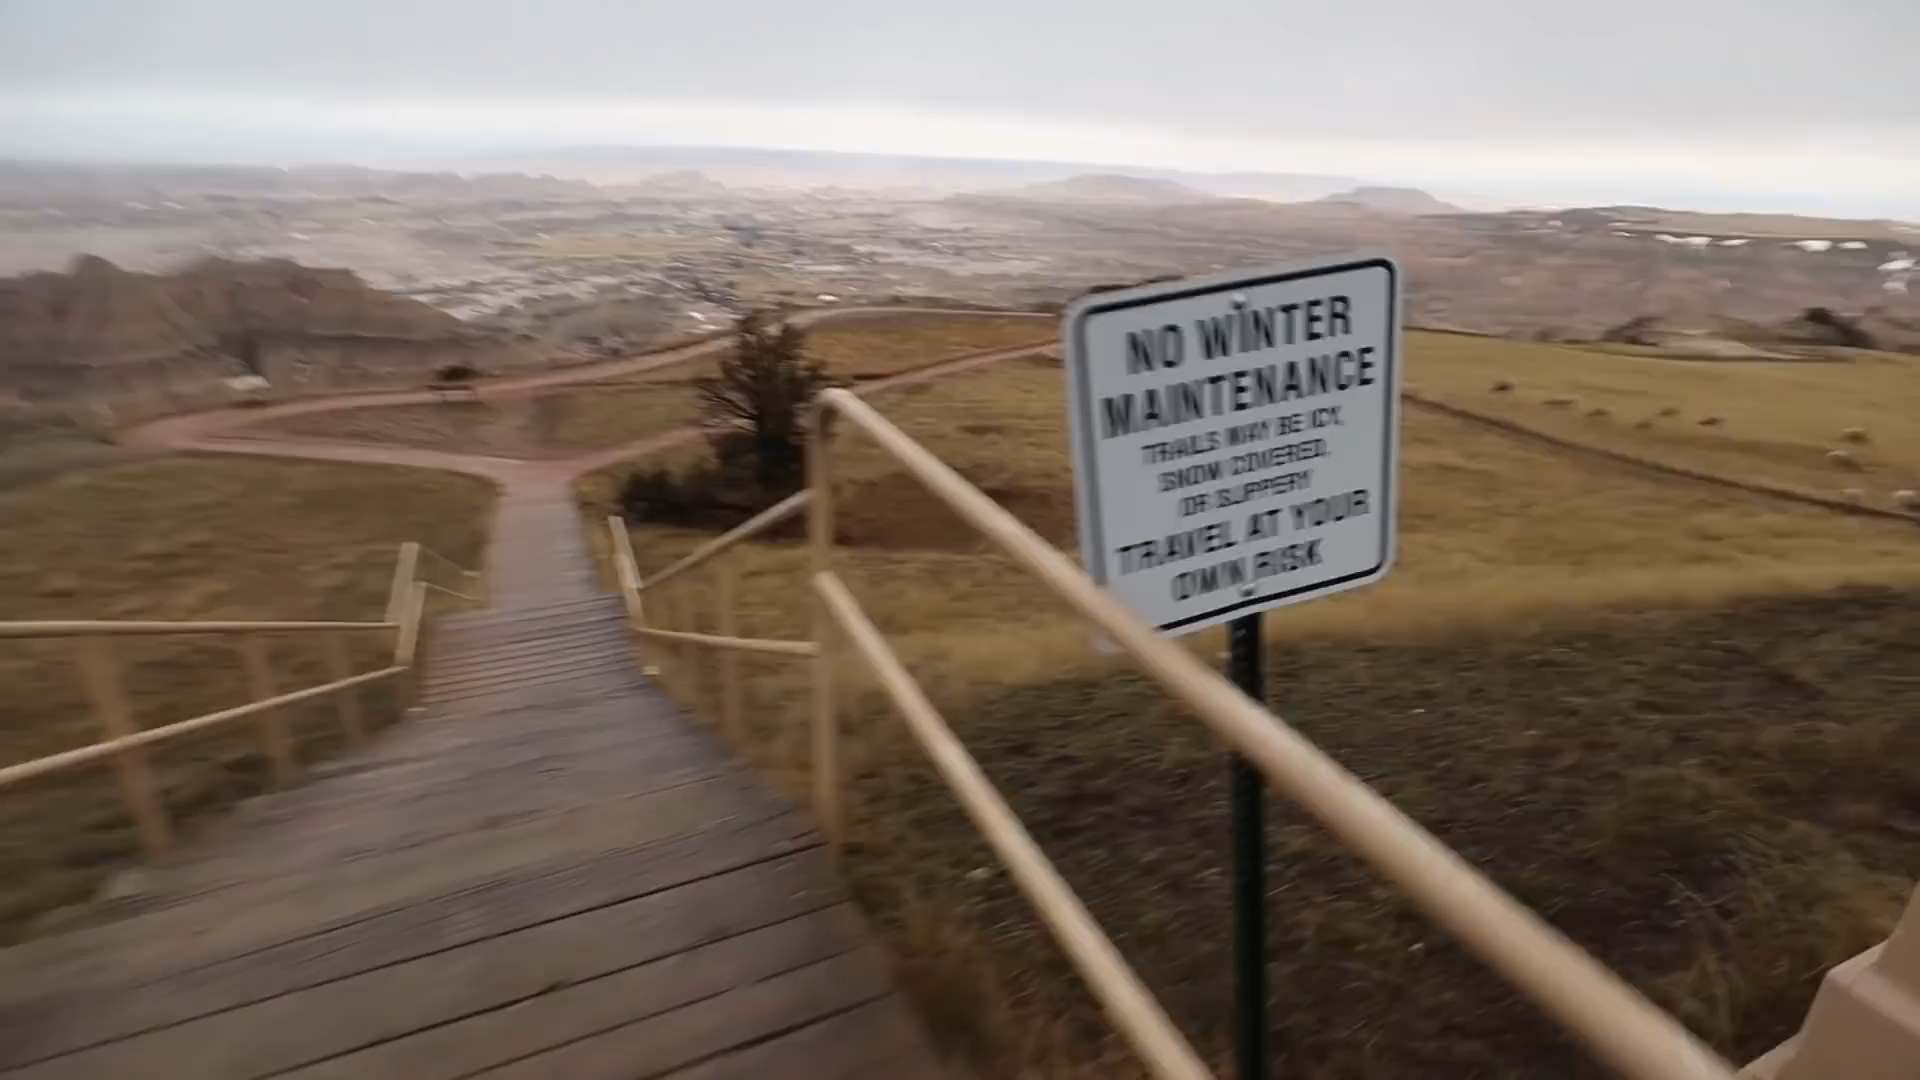 NO WINTER
MAINTENANCE
TRAILS MAY BE ICY,
SNOW COVERED,
OR SLIPPERY
TRAVEL AT YOUR
OWN RISK